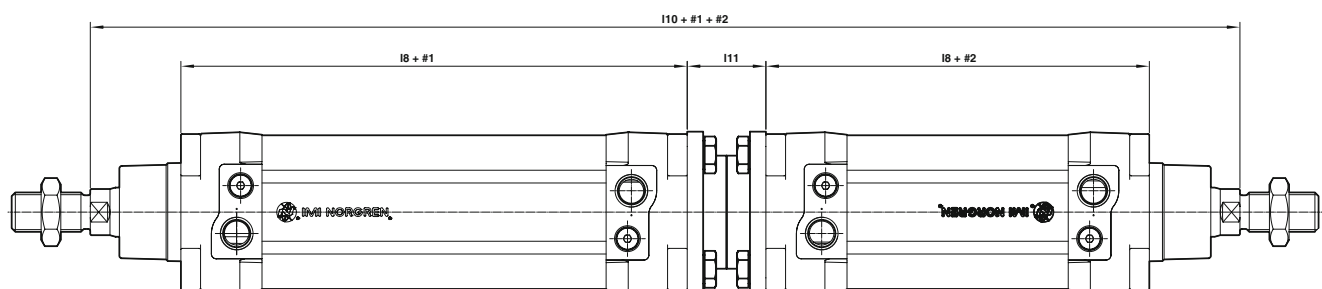 l10 + #1 + #2
l8 + #1
l11
l8 + #2
IMI NORGREN
IMI NORGREN